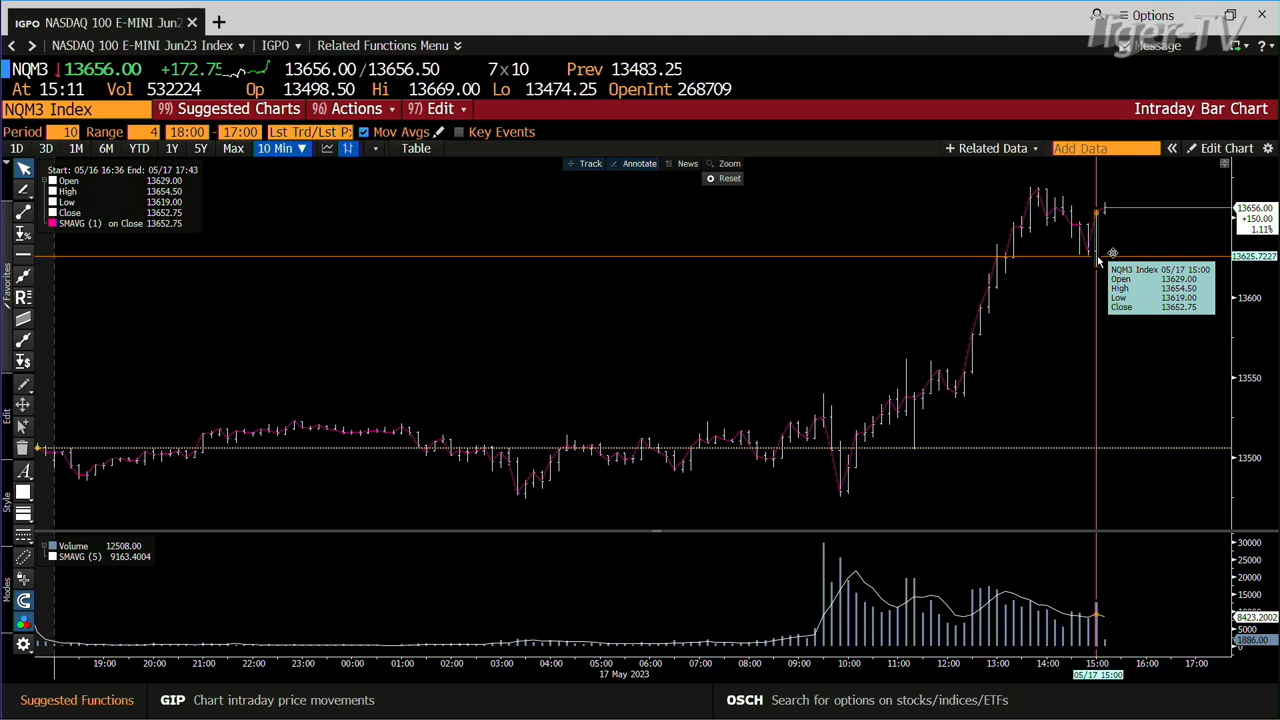 IGPO NASDAQ 100 E-MINI Jun2
Options
Tiger-TV
NASDAQ 100 E-MINI Jun23 Index IGPO Related Functions Menu
Message
NQM3 13656.00 +172.75 13656.00/13656.50 7x10 Prev 13483.25
At 15:11 Vol 532224 Op 13498.50 Hi 13669.00 Lo 13474.25 OpenInt 268709
NQM3 Index 99) Suggested Charts 96) Actions 97) Edit Intraday Bar Chart
Period 10 Range 4 18:00 - 17:00 Lst Trd/Lst P Mov Avgs Key Events
1D 3D 1M 6M YTD 1Y 5Y Max 10 Min ▼ Table + Related Data Add Data « Edit Chart
Track Annotate News Zoom
Reset
Start: 05/16 16:36 End: 05/17 17:43
Open 13629.00
High 13654.50
Low 13619.00
Close 13652.75
SMAVG (1) on Close 13652.75
13656.00
+150.00
1.11%
13625.7227
NQM3 Index 05/17 15:00
Open 13629.00
High 13654.50
Low 13619.00
Close 13652.75
13600
13550
13500
Favorites
Edit
Style
Modes
Volume 12508.00
SMAVG (5) 9163.4004
30000
25000
20000
15000
8423.2002
5000
1886.00
0
19:00 20:00 21:00 22:00 23:00 00:00 01:00 02:00 03:00 04:00 05:00 06:00 07:00 08:00 09:00 10:00 11:00 12:00 13:00 14:00 15:00 16:00 17:00
17 May 2023
05/17 15:00
Suggested Functions GIP Chart intraday price movements OSCH Search for options on stocks/indices/ETFs